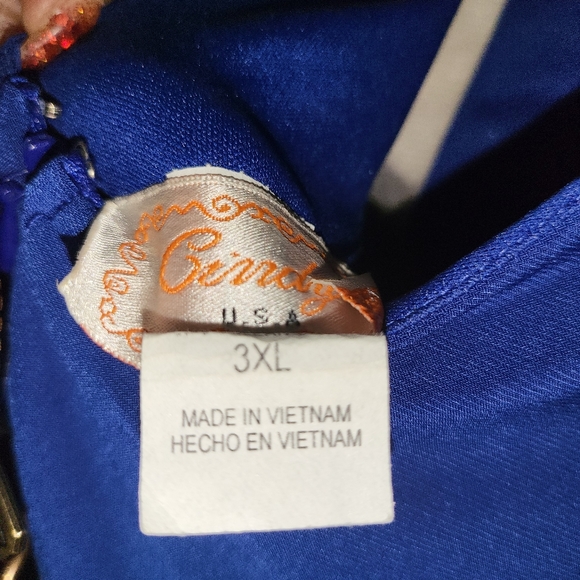 Cindy
U.S.A
3XL
MADE IN VIETNAM
HECHO EN VIETNAM